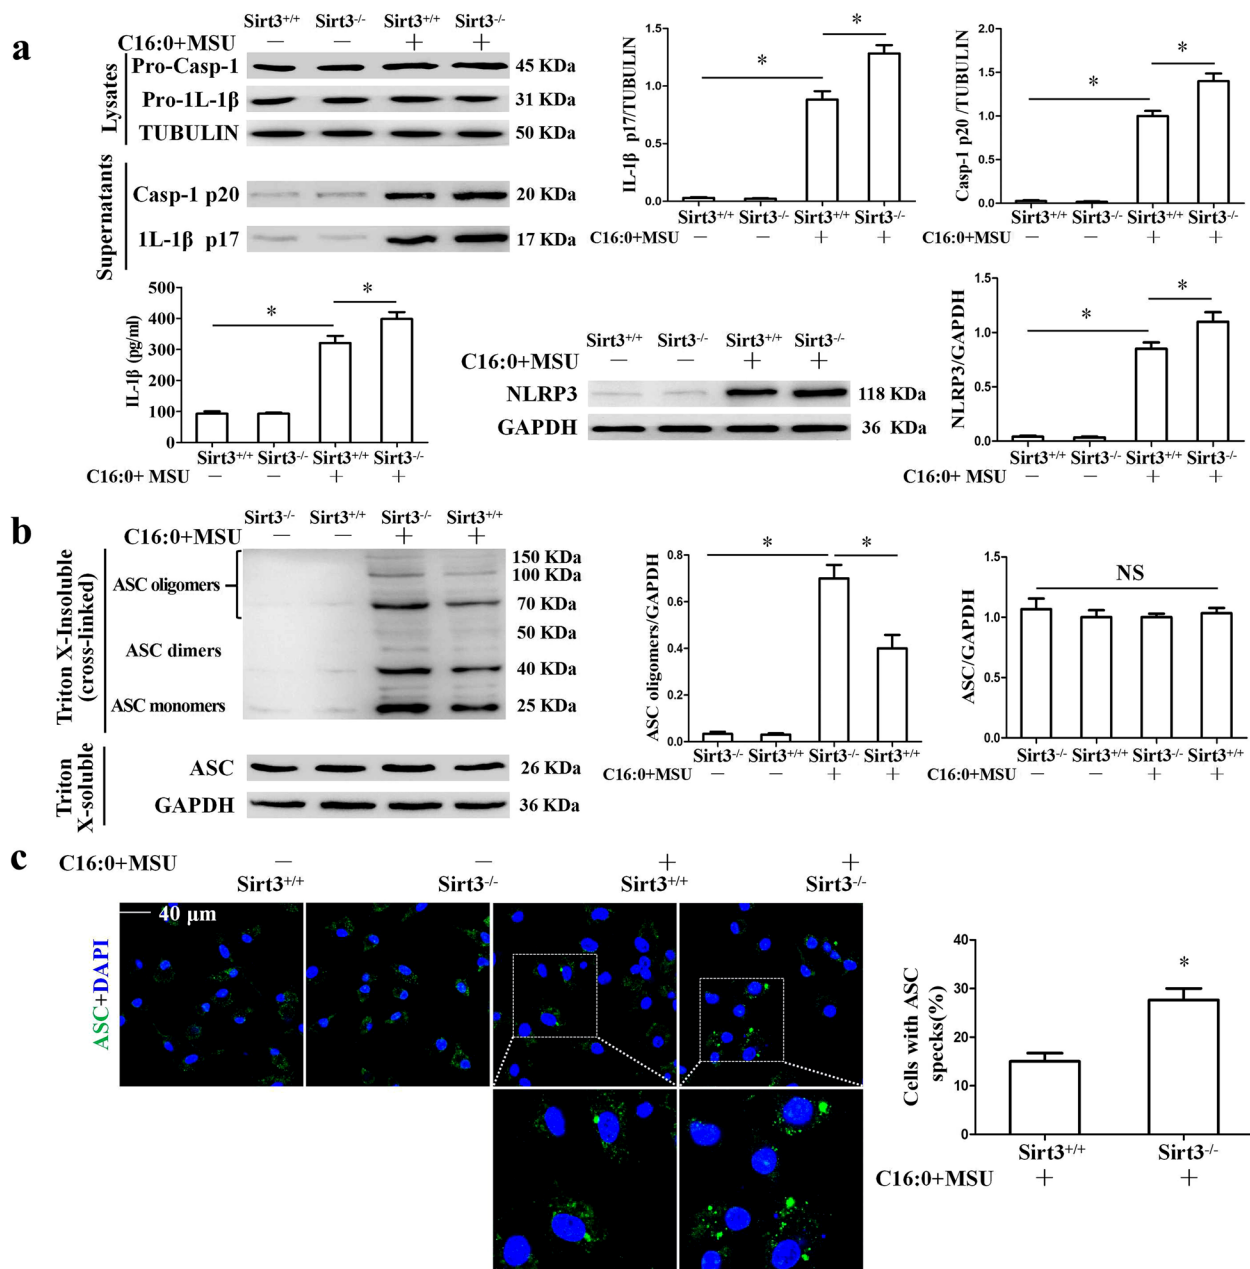 a
Sirt3+/+ Sirt3-/- Sirt3+/+ Sirt3-/-
C16:0+MSU — — + +
Lysates
Pro-Casp-1 45 KDa
Pro-1L-1β 31 KDa
TUBULIN 50 KDa
Supernatants
Casp-1 p20 20 KDa
1L-1β p17 17 KDa
IL-1β p17/TUBULIN
1.5
1.0
0.5
0.0
* *
Sirt3+/+ Sirt3-/- Sirt3+/+ Sirt3-/-
C16:0+MSU — — + +
Casp-1 p20 /TUBULIN
2.0
1.5
1.0
0.5
0.0
* *
Sirt3+/+ Sirt3-/- Sirt3+/+ Sirt3-/-
C16:0+MSU — — + +
IL-1β (pg/ml)
500
400
300
200
100
0
* *
Sirt3+/+ Sirt3-/- Sirt3+/+ Sirt3-/-
C16:0+ MSU — — + +
Sirt3+/+ Sirt3-/- Sirt3+/+ Sirt3-/-
C16:0+MSU — — + +
NLRP3 118 KDa
GAPDH 36 KDa
NLRP3/GAPDH
1.5
1.0
0.5
0.0
* *
Sirt3+/+ Sirt3-/- Sirt3+/+ Sirt3-/-
C16:0+ MSU — — + +
b
Sirt3-/- Sirt3+/+ Sirt3-/- Sirt3+/+
C16:0+MSU — — + +
Triton X-Insoluble
(cross-linked)
150 KDa
ASC oligomers 100 KDa
70 KDa
50 KDa
ASC dimers
40 KDa
ASC monomers 25 KDa
Triton
X-soluble
ASC 26 KDa
GAPDH 36 KDa
ASC oligomers/GAPDH
0.8
0.6
0.4
0.2
0.0
* *
Sirt3-/- Sirt3+/+ Sirt3-/- Sirt3+/+
C16:0+MSU — — + +
ASC/GAPDH
1.5
1.0
0.5
0.0
NS
Sirt3-/- Sirt3+/+ Sirt3-/- Sirt3+/+
C16:0+MSU — — + +
c
C16:0+MSU — — + +
Sirt3+/+ Sirt3-/- Sirt3+/+ Sirt3-/-
40 μm
ASC+DAPI
Cells with ASC
specks(%)
40
30
20
10
0
*
Sirt3+/+ Sirt3-/-
C16:0+MSU + +